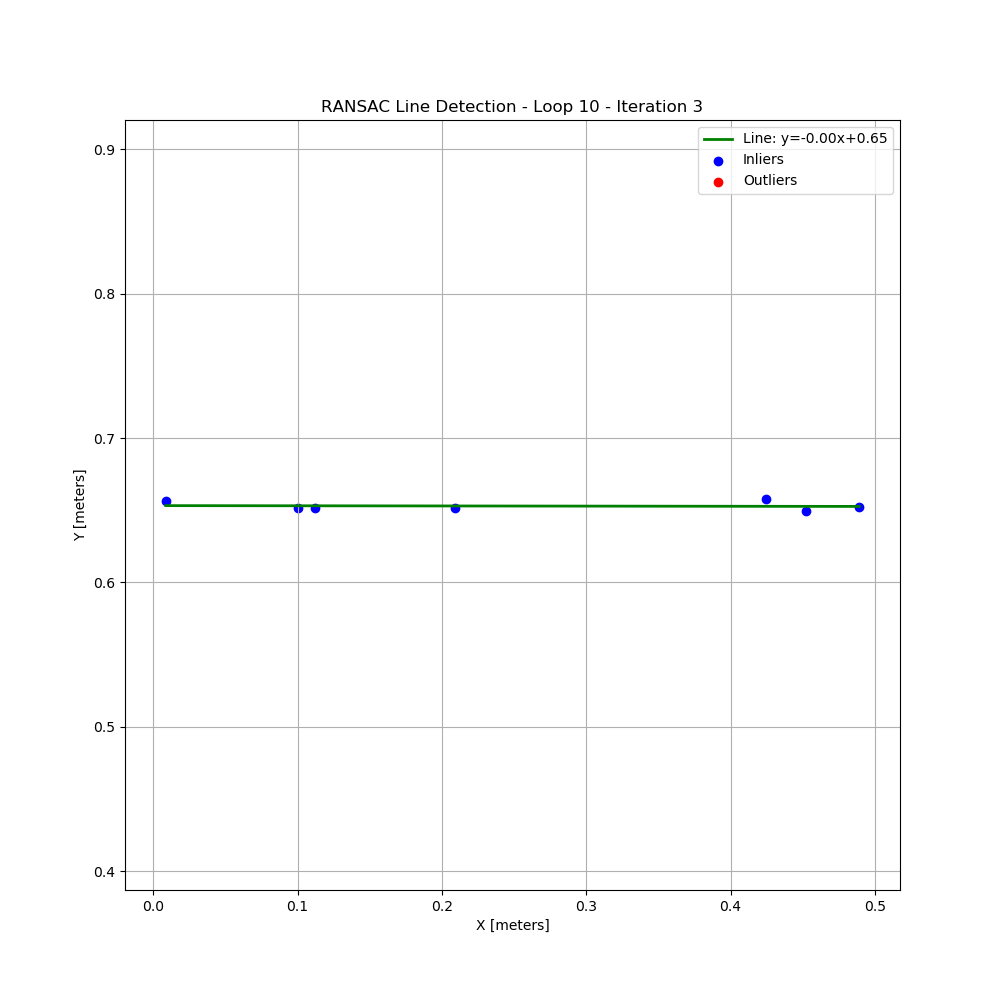 RANSAC Line Detection - Loop 10 - Iteration 3
Line: y=-0.00x+0.65
Inliers
Outliers
0.9
0.8
0.7
0.6
0.5
0.4
Y [meters]
0.0 0.1 0.2 0.3 0.4 0.5
X [meters]